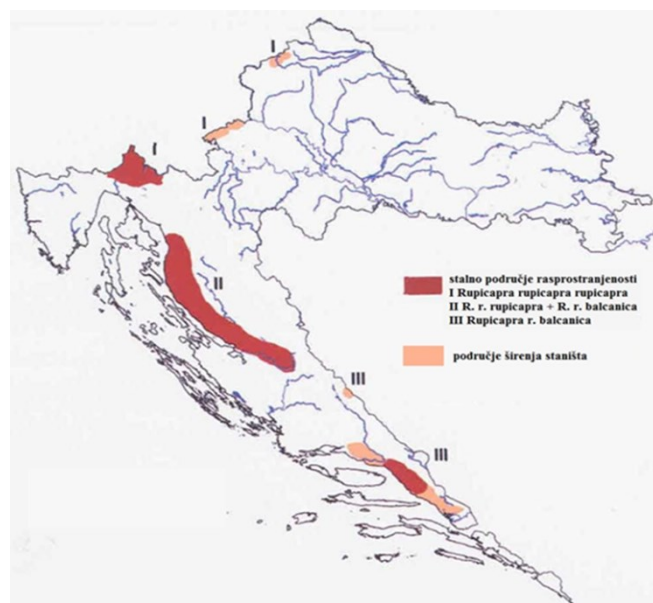 I
I
I
II
III
III
stalno područje rasprostranjenosti
I Rupicapra rupicapra rupicapra
II R. r. rupicapra + R. r. balcanica
III Rupicapra r. balcanica
područje širenja staništa